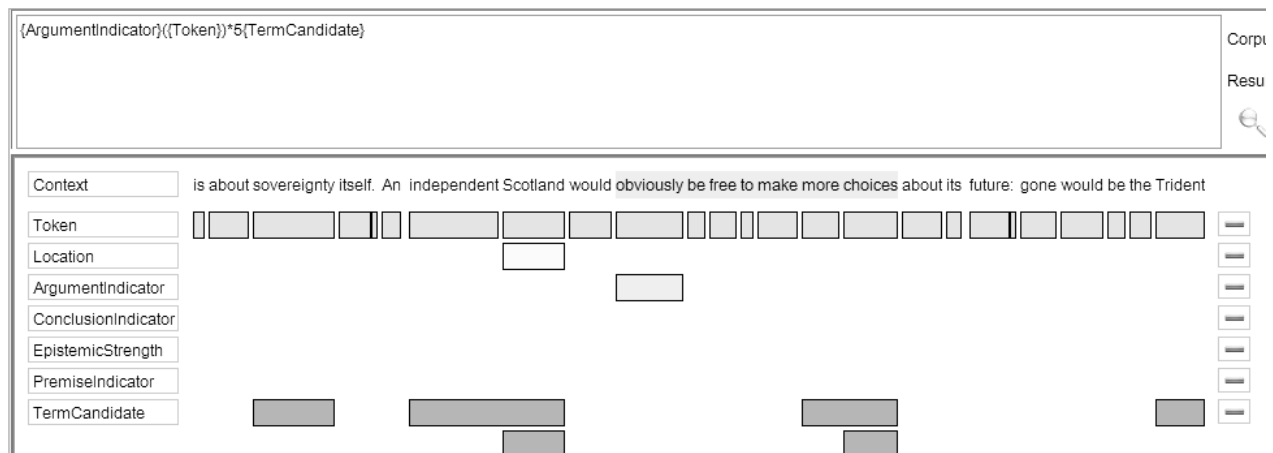 {ArgumentIndicator}({Token})*5{TermCandidate}
Corpu
Resu
Context is about sovereignty itself. An independent Scotland would obviously be free to make more choices about its future: gone would be the Trident
Token
Location
ArgumentIndicator
ConclusionIndicator
EpistemicStrength
PremiseIndicator
TermCandidate